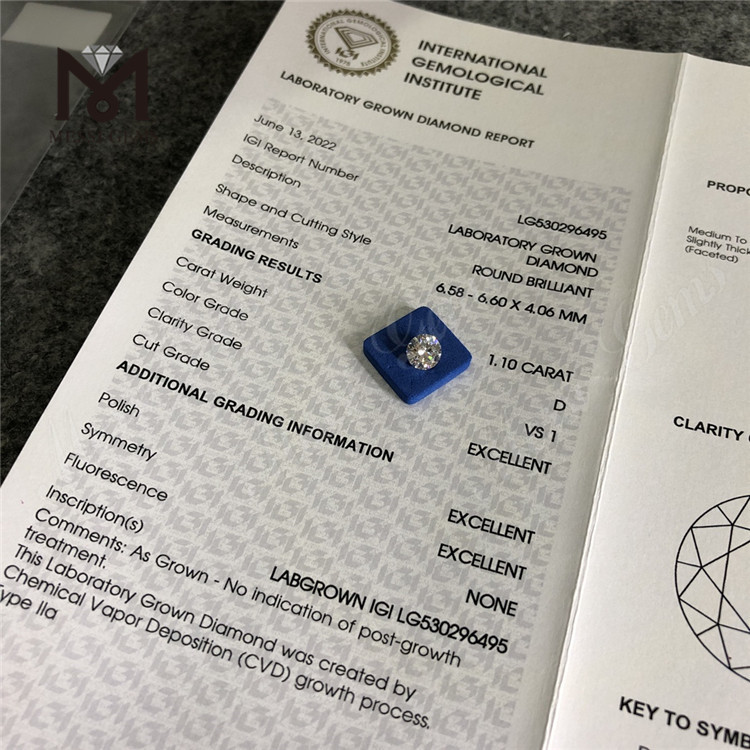 INTERNATIONAL
GEMOLOGICAL
INSTITUTE
LABORATORY GROWN DIAMOND REPORT
June 13, 2022
IGI Report Number LG530296495
Description LABORATORY GROWN
DIAMOND
Shape and Cutting Style ROUND BRILLIANT
Measurements 6.58 - 6.60 X 4.06 MM
GRADING RESULTS
Carat Weight 1.10 CARAT
Color Grade D
Clarity Grade VS 1
Cut Grade EXCELLENT
ADDITIONAL GRADING INFORMATION
Polish EXCELLENT
Symmetry EXCELLENT
Fluorescence NONE
Inscription(s) LABGROWN IGI LG530296495
Comments: As Grown - No indication of post-growth
treatment.
This Laboratory Grown Diamond was created by
Chemical Vapor Deposition (CVD) growth process.
Type IIa
PROPO
Medium To
Slightly Thick
(Faceted)
CLARITY
KEY TO SYMB